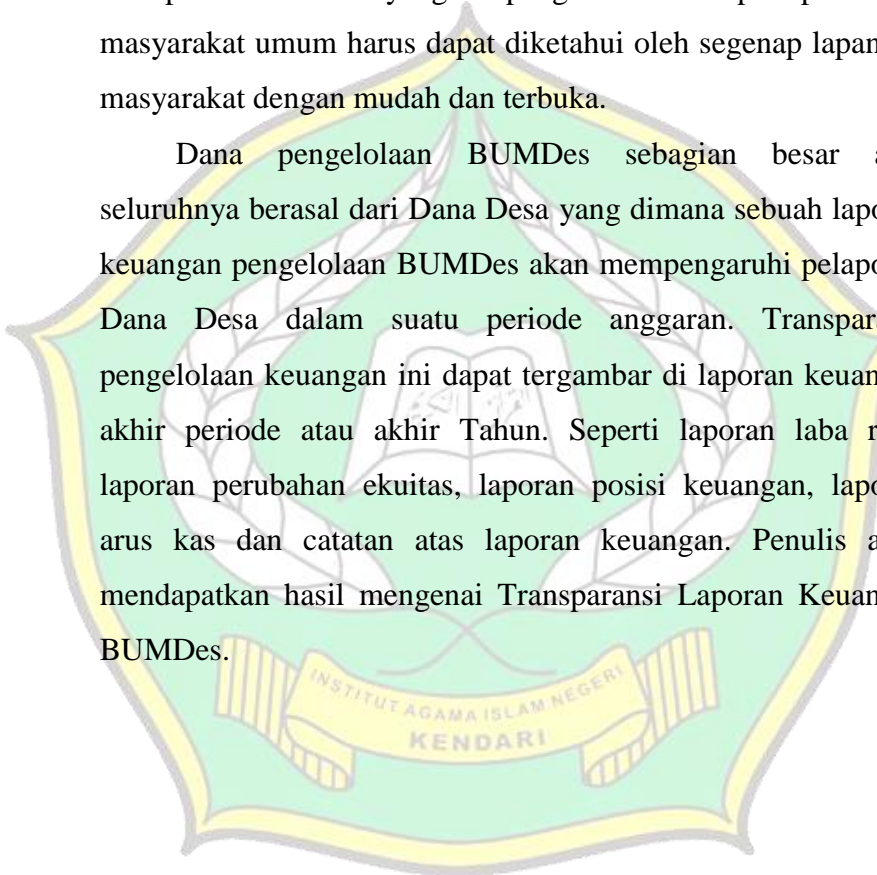 masyarakat umum harus dapat diketahui oleh segenap lapan
masyarakat dengan mudah dan terbuka.
Dana pengelolaan BUMDes sebagian besar a
seluruhnya berasal dari Dana Desa yang dimana sebuah lapo
keuangan pengelolaan BUMDes akan mempengaruhi pelapo
Dana Desa dalam suatu periode anggaran. Transpara
pengelolaan keuangan ini dapat tergambar di laporan keuan
akhir periode atau akhir Tahun. Seperti laporan laba r
laporan perubahan ekuitas, laporan posisi keuangan, lapo
arus kas dan catatan atas laporan keuangan. Penulis a
mendapatkan hasil mengenai Transparansi Laporan Keuan
BUMDes.
INSTITUT AGAMA ISLAM NEGERI
KENDARI